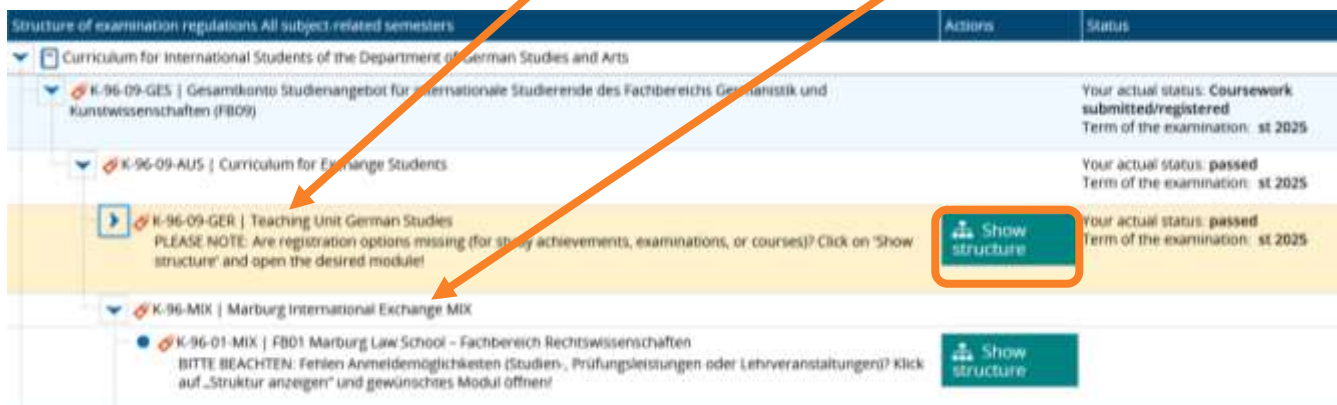 Structure of examination regulations All subject-related semesters Actions Status
Curriculum for International Students of the Department of German Studies and Arts
K-96-09-GES | Gesamtkonto Studienangebot für internationale Studierende des Fachbereichs Germanistik und
Kunstwissenschaften (FB09)
Your actual status: Coursework
submitted/registered
Term of the examination: st 2025
K-96-09-AUS | Curriculum for Exchange Students
Your actual status: passed
Term of the examination: st 2025
K-96-09-GER | Teaching Unit German Studies
PLEASE NOTE: Are registration options missing (for study achievements, examinations, or courses)? Click on 'Show
structure' and open the desired module!
Show
structure
Your actual status: passed
Term of the examination: st 2025
K-96-MIX | Marburg International Exchange MIX
K-96-01-MIX | FB01 Marburg Law School – Fachbereich Rechtswissenschaften
BITTE BEACHTEN: Fehlen Anmeldemöglichkeiten (Studien-, Prüfungsleistungen oder Lehrveranstaltungen)? Klick
auf „Struktur anzeigen“ und gewünschtes Modul öffnen!
Show
structure